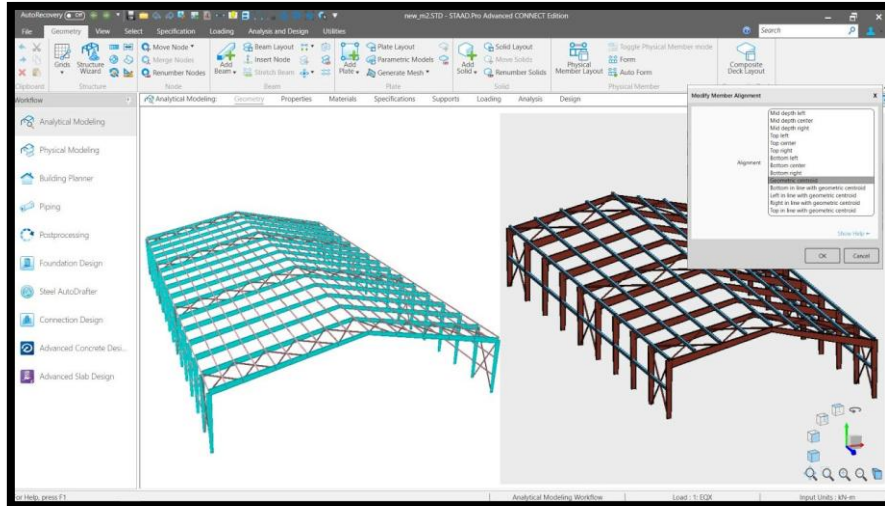 AutoRecovery off
new_m2.STD - STAAD.Pro Advanced CONNECT Edition
File Geometry View Select Specification Loading Analysis and Design Utilities
Search
Grids
Structure Wizard
Move Node
Merge Nodes
Renumber Nodes
Add Beam
Beam Layout
Insert Node
Stretch Beam
Add Plate
Plate Layout
Parametric Models
Generate Mesh
Add Solid
Solid Layout
Move Solids
Renumber Solids
Physical Member Layout
Toggle Physical Member mode
Form
Auto Form
Composite Deck Layout
Clipboard Structure Node Beam Plate Solid Physical Member
Workflow
Analytical Modeling
Physical Modeling
Building Planner
Piping
Postprocessing
Foundation Design
Steel AutoDrafter
Connection Design
Advanced Concrete Desi...
Advanced Slab Design
Analytical Modeling: Geometry Properties Materials Specifications Supports Loading Analysis Design
Modify Member Alignment x
Alignment
Mid depth left
Mid depth center
Mid depth right
Top left
Top center
Top right
Bottom left
Bottom center
Bottom right
Geometric centroid
Bottom in line with geometric centroid
Left in line with geometric centroid
Right in line with geometric centroid
Top in line with geometric centroid
Show Help
OK Cancel
or Help, press F1
Analytical Modeling Workflow Load : 1: EQX Input Units : kN-m